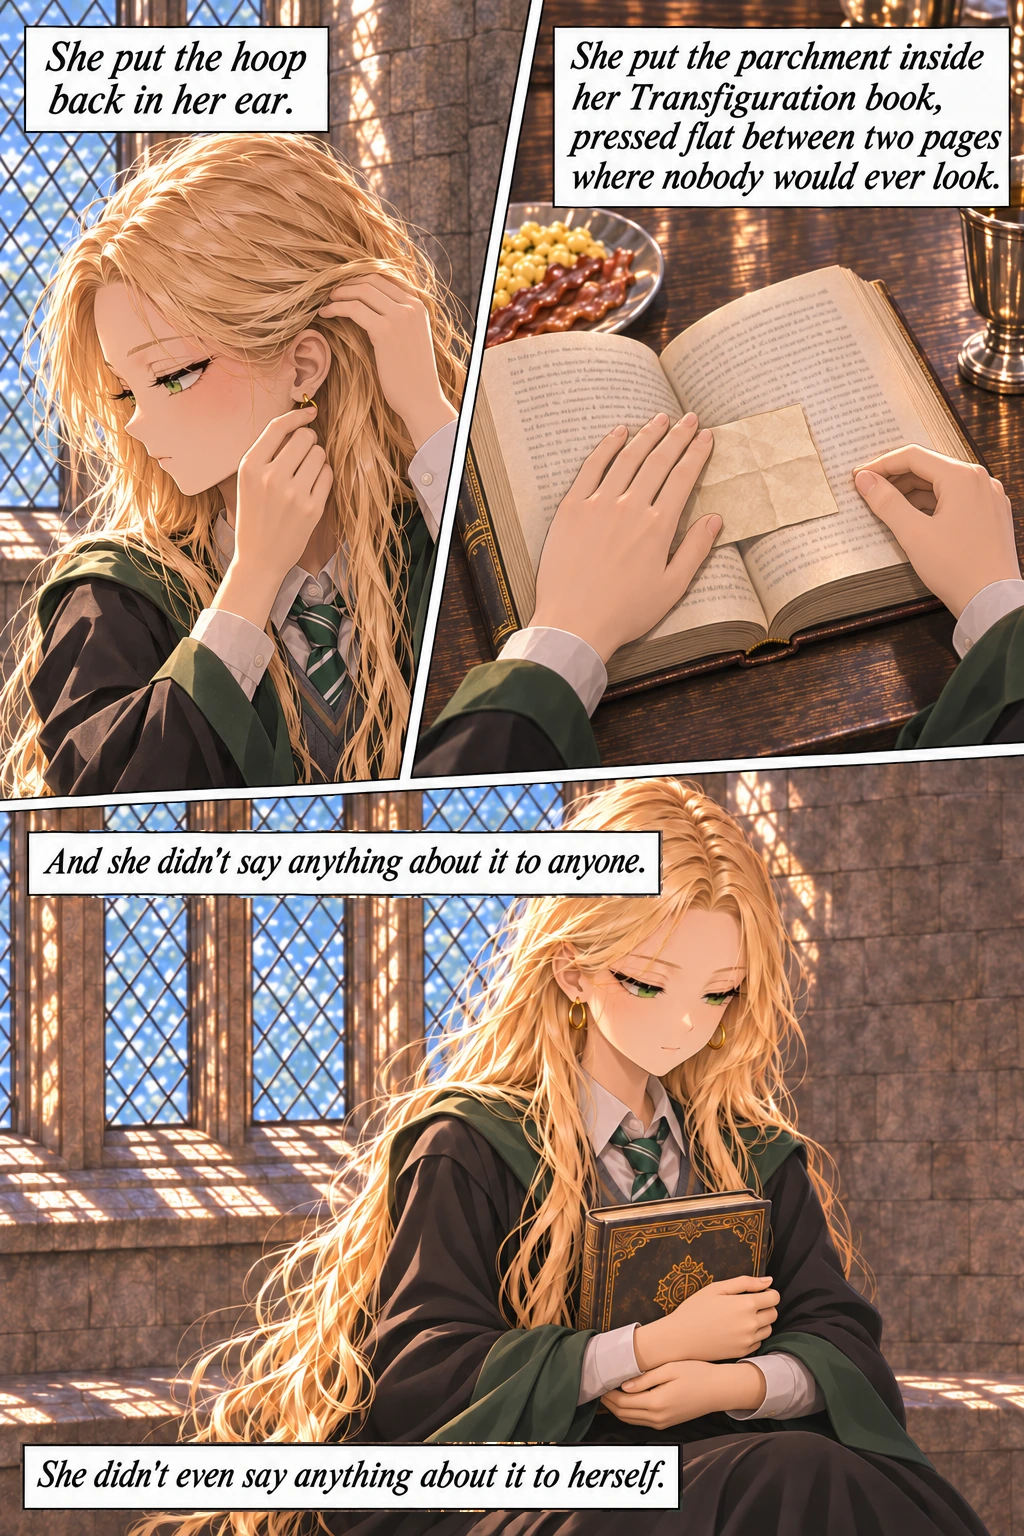 She put the hoop
back in her ear.
She put the parchment inside
her Transfiguration book,
pressed flat between two pages
where nobody would ever look.
And she didn't say anything about it to anyone.
She didn't even say anything about it to herself.